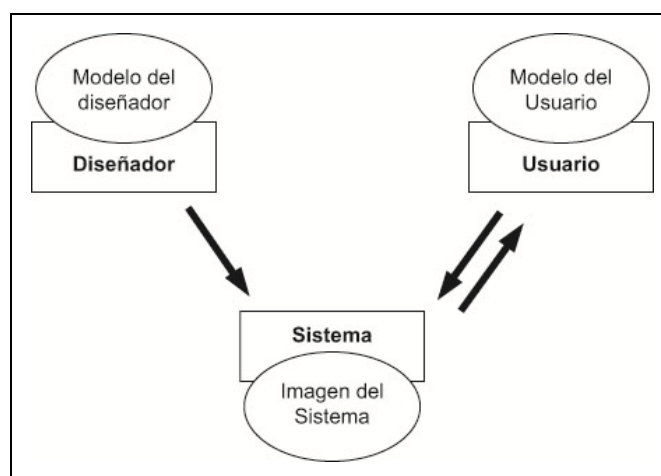 Modelo del
diseñador
Diseñador
Modelo del
Usuario
Usuario
Sistema
Imagen del
Sistema